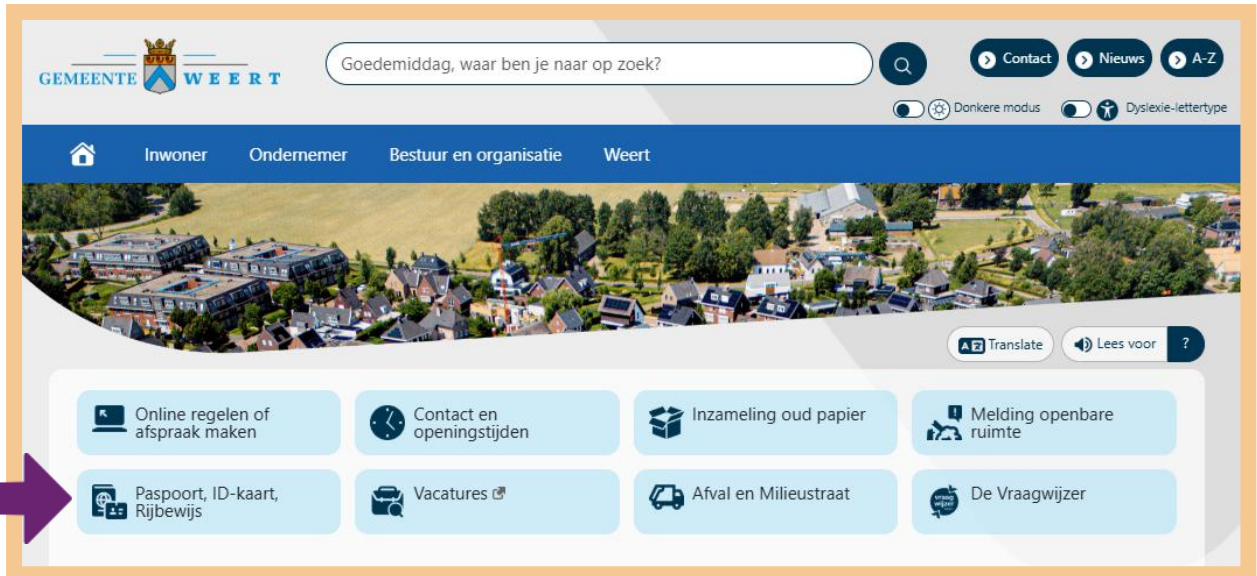 GEMEENTE WEERT
Goedemiddag, waar ben je naar op zoek?
Contact
Nieuws
A-Z
Donkere modus
Dyslexie-lettertype
Inwoner
Ondernemer
Bestuur en organisatie
Weert
Translate
Lees voor
?
Online regelen of
afspraak maken
Contact en
openingstijden
Inzameling oud papier
Melding openbare
ruimte
Paspoort, ID-kaart,
Rijbewijs
Vacatures
Afval en Milieustraat
vraag
wijzer
De Vraagwijzer